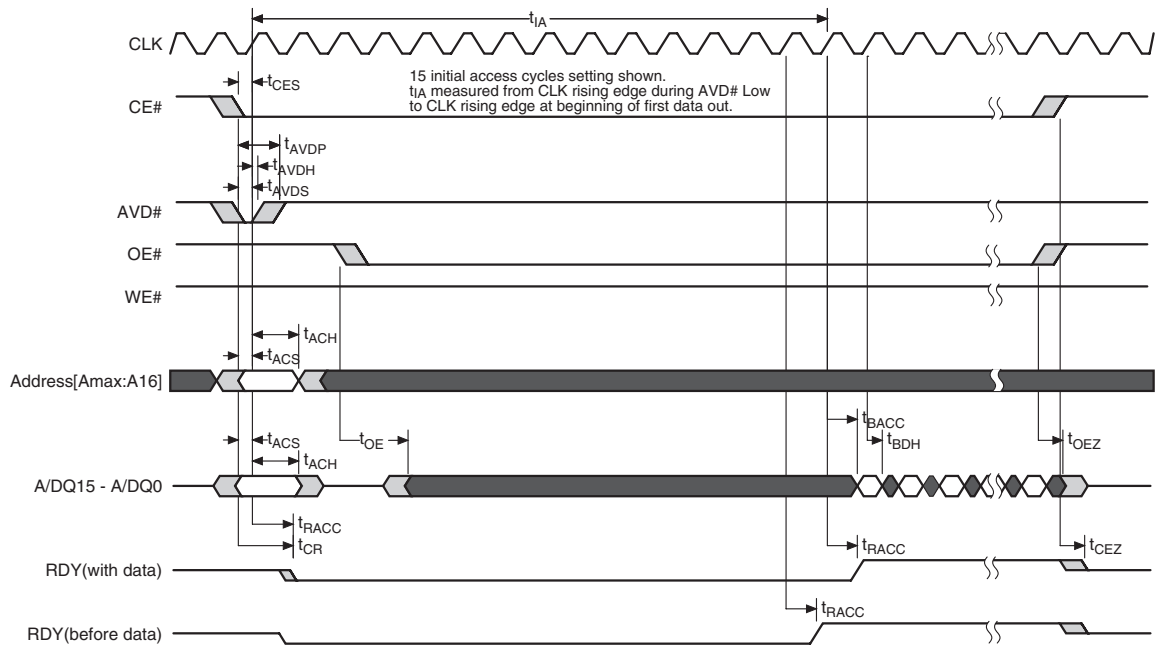 tIA
CLK
tCES
15 initial access cycles setting shown.
tIA measured from CLK rising edge during AVD# Low
to CLK rising edge at beginning of first data out.
CE#
tAVDP
tAVDH
tAVDS
AVD#
OE#
WE#
tACH
tACS
Address[Amax:A16]
tBACC
tACS
tOE
tBDH
tOEZ
tACH
A/DQ15 - A/DQ0
tRACC
tCR
tRACC
tCEZ
RDY(with data)
tRACC
RDY(before data)